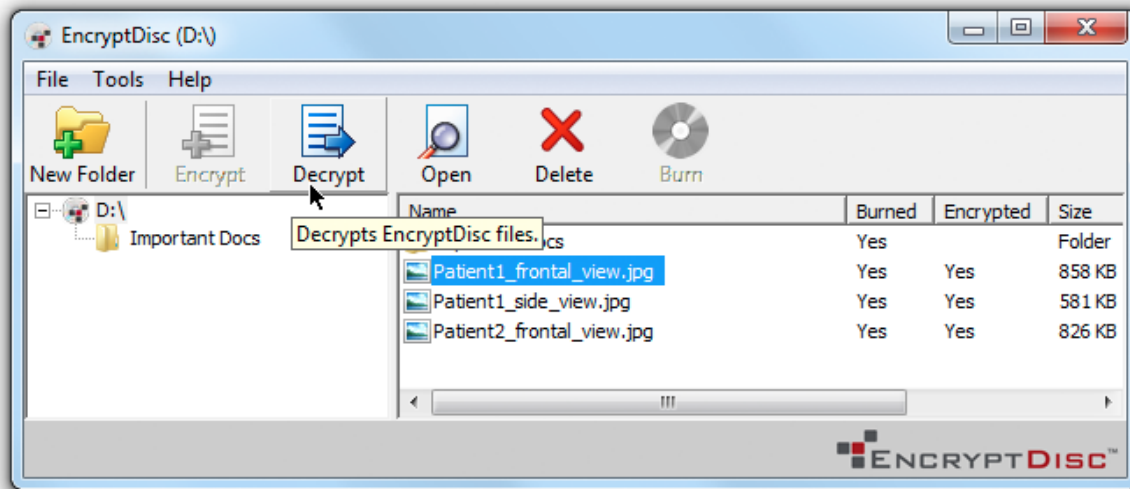 EncryptDisc (D:\)
File Tools Help
New Folder Encrypt Decrypt Open Delete Burn
D:\
Important Docs
Name Burned Encrypted Size
Decrypts EncryptDisc files.
ocs Yes Folder
Patient1_frontal_view.jpg Yes Yes 858 KB
Patient1_side_view.jpg Yes Yes 581 KB
Patient2_frontal_view.jpg Yes Yes 826 KB
ENCRYPTDISC™